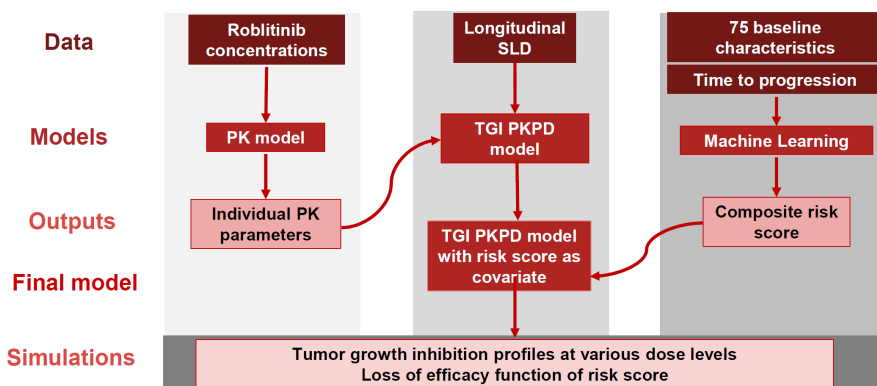 Data
Roblitinib
concentrations
Longitudinal
SLD
75 baseline
characteristics
Time to progression
Models
PK model
TGI PKPD
model
Machine Learning
Outputs
Individual PK
parameters
Composite risk
score
Final model
TGI PKPD model
with risk score as
covariate
Simulations
Tumor growth inhibition profiles at various dose levels
Loss of efficacy function of risk score